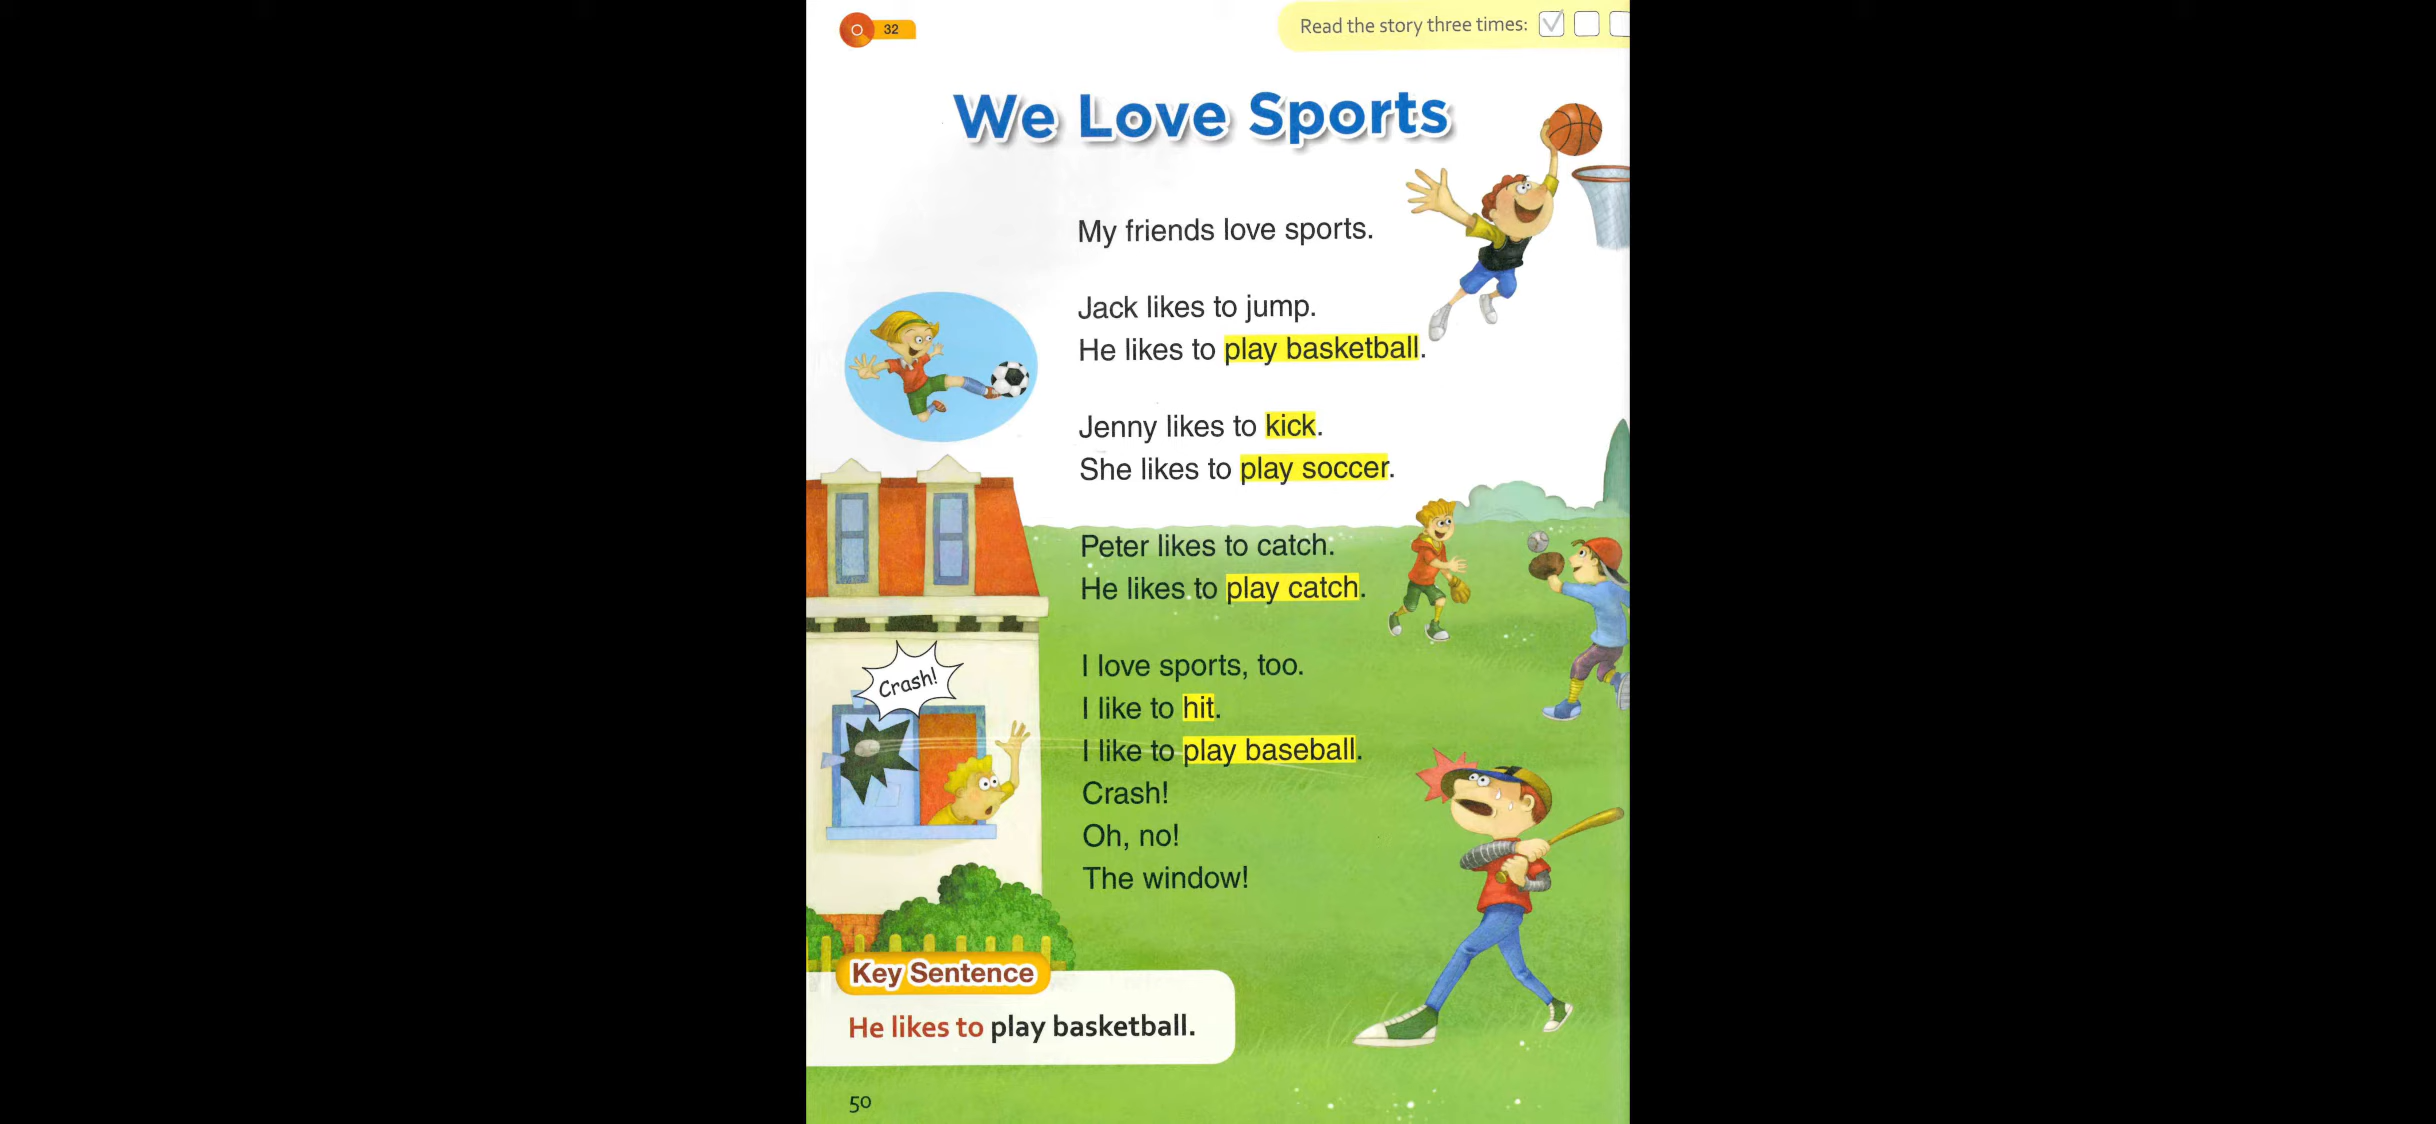 32
Read the story three times:
We Love Sports
My friends love sports.
Jack likes to jump.
He likes to play basketball.
Jenny likes to kick.
She likes to play soccer.
Peter likes to catch.
He likes to play catch.
I love sports, too.
I like to hit.
I like to play baseball.
Crash!
Oh, no!
The window!
Crash!
Key Sentence
He likes to play basketball.
50